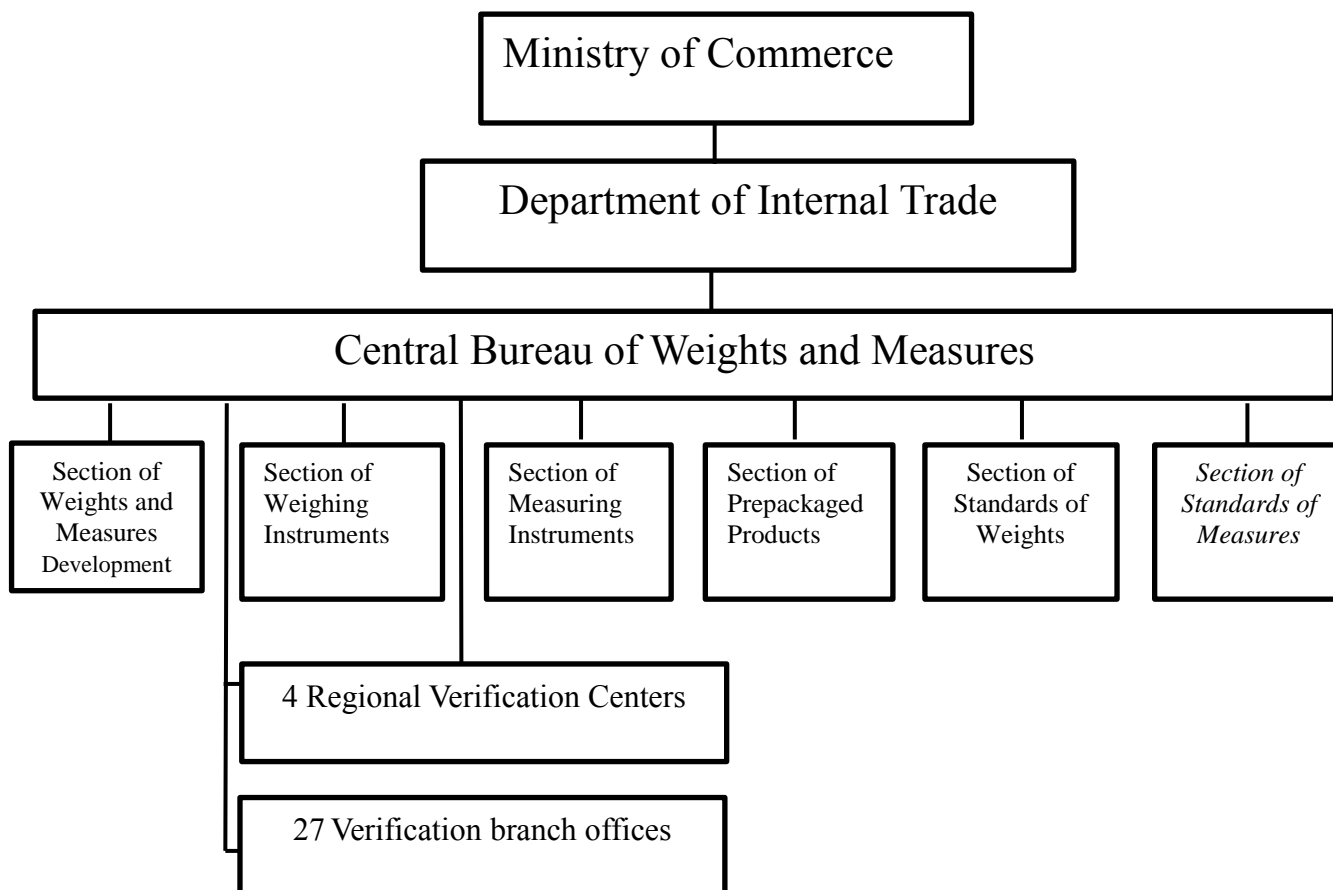 Ministry of Commerce
Department of Internal Trade
Central Bureau of Weights and Measures
Section of
Weights and
Measures
Development
Section of
Weighing
Instruments
Section of
Measuring
Instruments
Section of
Prepackaged
Products
Section of
Standards of
Weights
Section of
Standards of
Measures
4 Regional Verification Centers
27 Verification branch offices